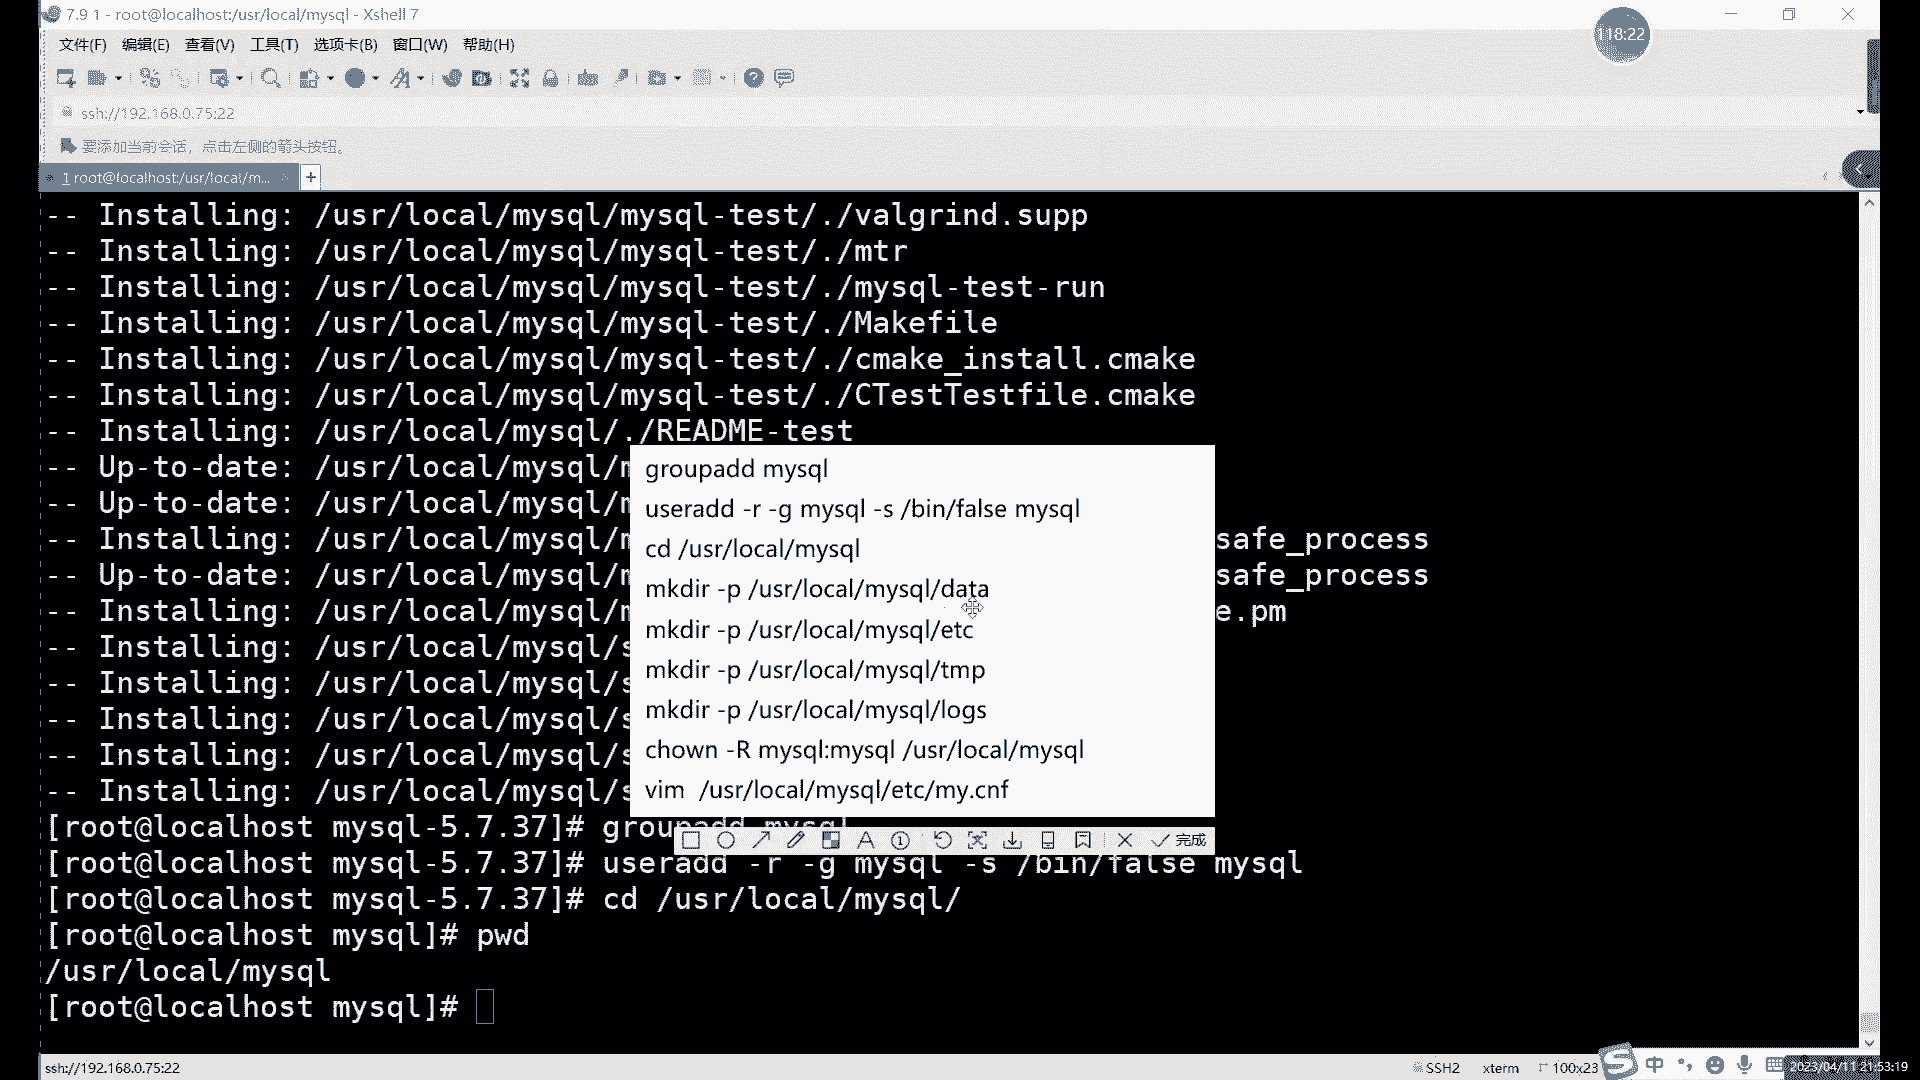 7.9 1 - root@localhost:/usr/local/mysql - Xshell 7
118:22
文件(F) 编辑(E) 查看(V) 工具(T) 选项卡(B) 窗口(W) 帮助(H)
ssh://192.168.0.75:22
要添加当前会话，点击左侧的箭头按钮。
1 root@localhost:/usr/local/m...
-- Installing: /usr/local/mysql/mysql-test/./valgrind.supp
-- Installing: /usr/local/mysql/mysql-test/./mtr
-- Installing: /usr/local/mysql/mysql-test/./mysql-test-run
-- Installing: /usr/local/mysql/mysql-test/./Makefile
-- Installing: /usr/local/mysql/mysql-test/./cmake_install.cmake
-- Installing: /usr/local/mysql/mysql-test/./CTestTestfile.cmake
-- Installing: /usr/local/mysql/./README-test
-- Up-to-date: /usr/local/mysql/m
-- Up-to-date: /usr/local/mysql/m
-- Installing: /usr/local/mysql/m safe_process
-- Up-to-date: /usr/local/mysql/m safe_process
-- Installing: /usr/local/mysql/m e.pm
-- Installing: /usr/local/mysql/s
-- Installing: /usr/local/mysql/s
-- Installing: /usr/local/mysql/s
-- Installing: /usr/local/mysql/s
-- Installing: /usr/local/mysql/s
groupadd mysql
useradd -r -g mysql -s /bin/false mysql
cd /usr/local/mysql
mkdir -p /usr/local/mysql/data
mkdir -p /usr/local/mysql/etc
mkdir -p /usr/local/mysql/tmp
mkdir -p /usr/local/mysql/logs
chown -R mysql:mysql /usr/local/mysql
vim /usr/local/mysql/etc/my.cnf
完成
[root@localhost mysql-5.7.37]# groupadd mysql
[root@localhost mysql-5.7.37]# useradd -r -g mysql -s /bin/false mysql
[root@localhost mysql-5.7.37]# cd /usr/local/mysql/
[root@localhost mysql]# pwd
/usr/local/mysql
[root@localhost mysql]#
ssh://192.168.0.75:22 SSH2 xterm 100x23 中 2023/04/11 21:53:19